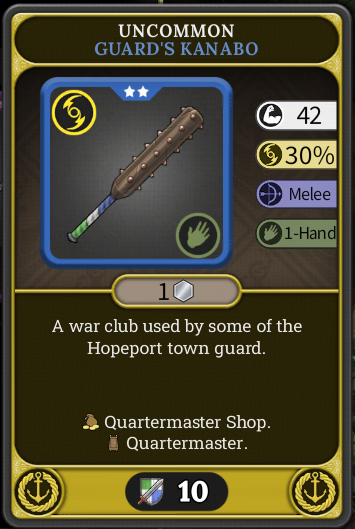 UNCOMMON
GUARD'S KANABO
42
30%
Melee
1-Hand
1
A war club used by some of the
Hopeport town guard.
Quartermaster Shop.
Quartermaster.
10